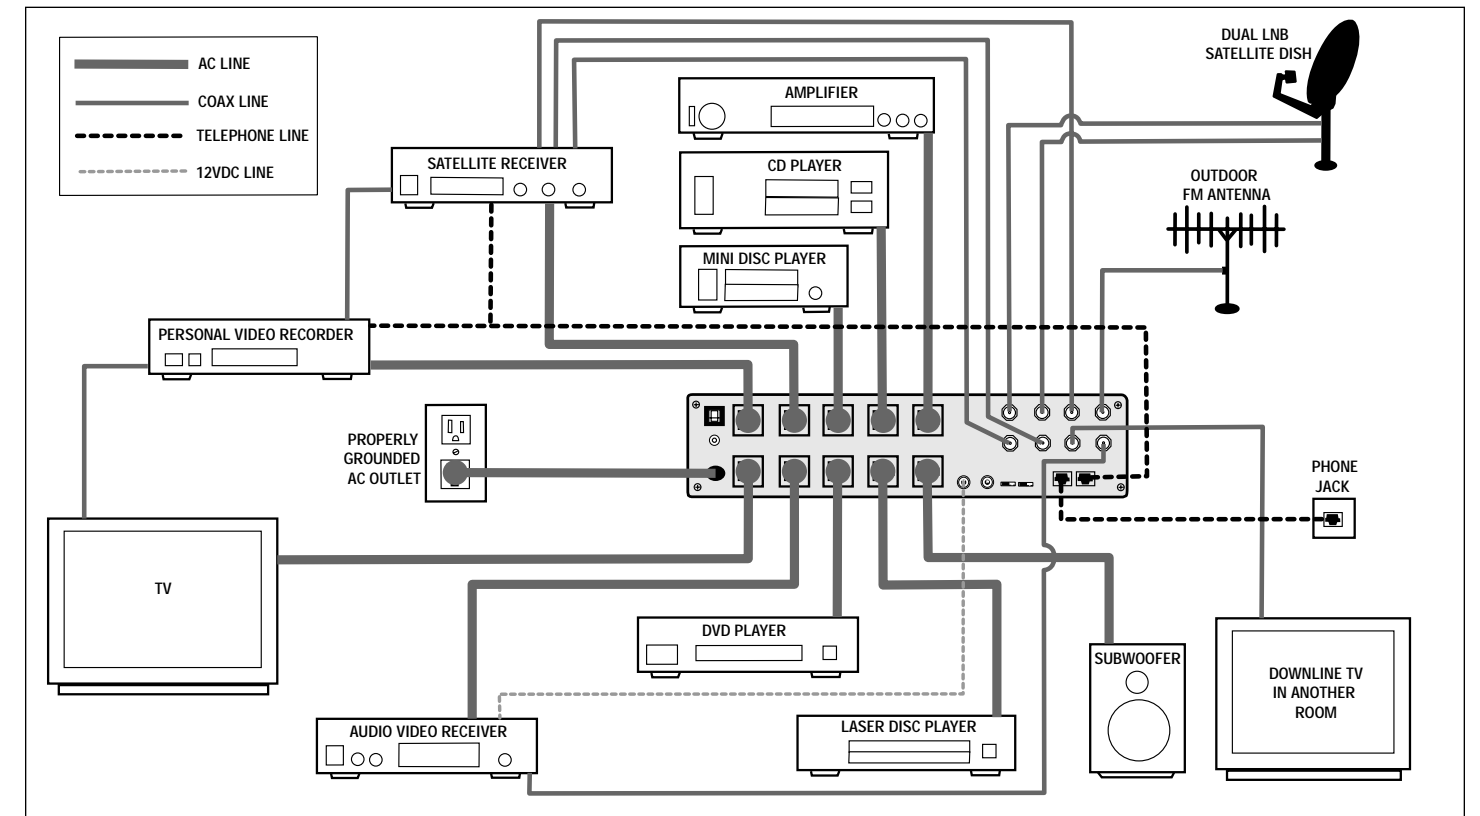 AC LINE
COAX LINE
TELEPHONE LINE
12VDC LINE
DUAL LNB
SATELLITE DISH
AMPLIFIER
SATELLITE RECEIVER
CD PLAYER
OUTDOOR
FM ANTENNA
MINI DISC PLAYER
PERSONAL VIDEO RECORDER
PROPERLY
GROUNDED
AC OUTLET
PHONE
JACK
TV
DVD PLAYER
SUBWOOFER
DOWNLINE TV
IN ANOTHER
ROOM
AUDIO VIDEO RECEIVER
LASER DISC PLAYER